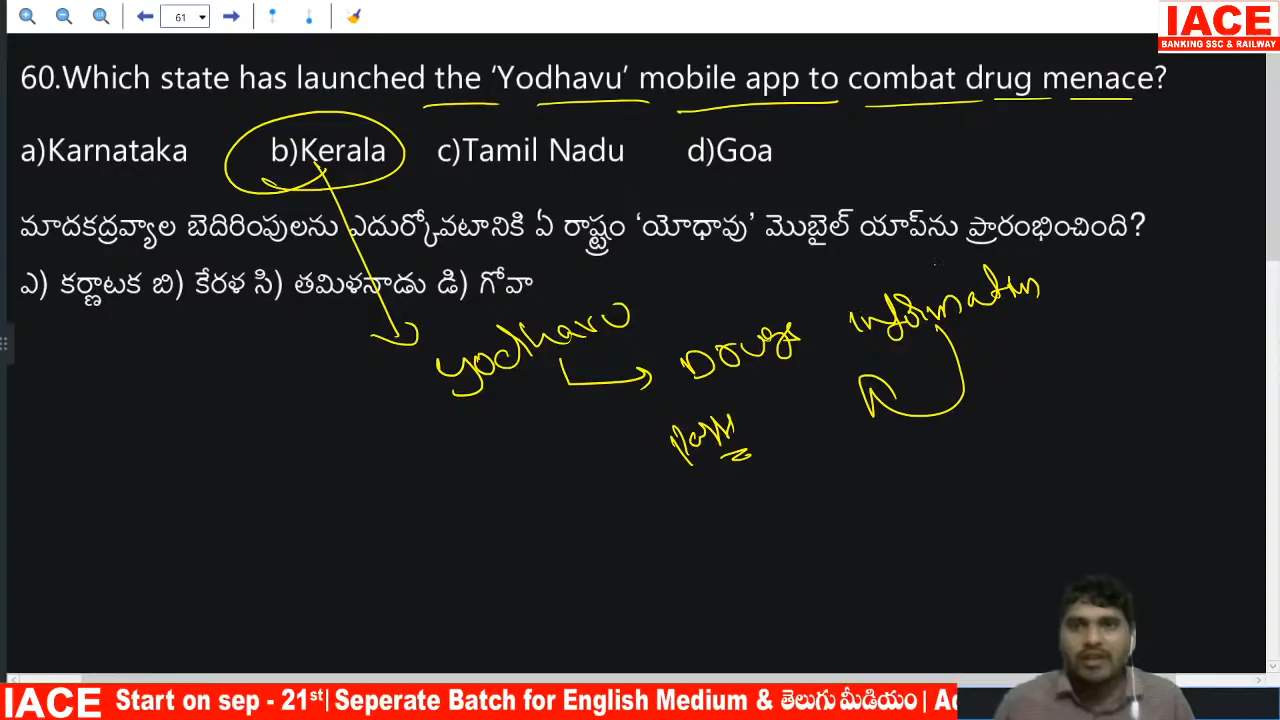 61
IACE
BANKING SSC & RAILWAY
60.Which state has launched the ‘Yodhavu’ mobile app to combat drug menace?
a)Karnataka b)Kerala c)Tamil Nadu d)Goa
మాదకద్రవ్యాల బెదిరింపులను ఎదుర్కోవటానికి ఏ రాష్ట్రం ‘యోధావు’ మొబైల్ యాప్‌ను ప్రారంభించింది?
ఎ) కర్ణాటక బి) కేరళ సి) తమిళనాడు డి) గోవా
yodhavu
Drugs information
IACE Start on sep - 21st| Seperate Batch for English Medium & తెలుగు మీడియం|